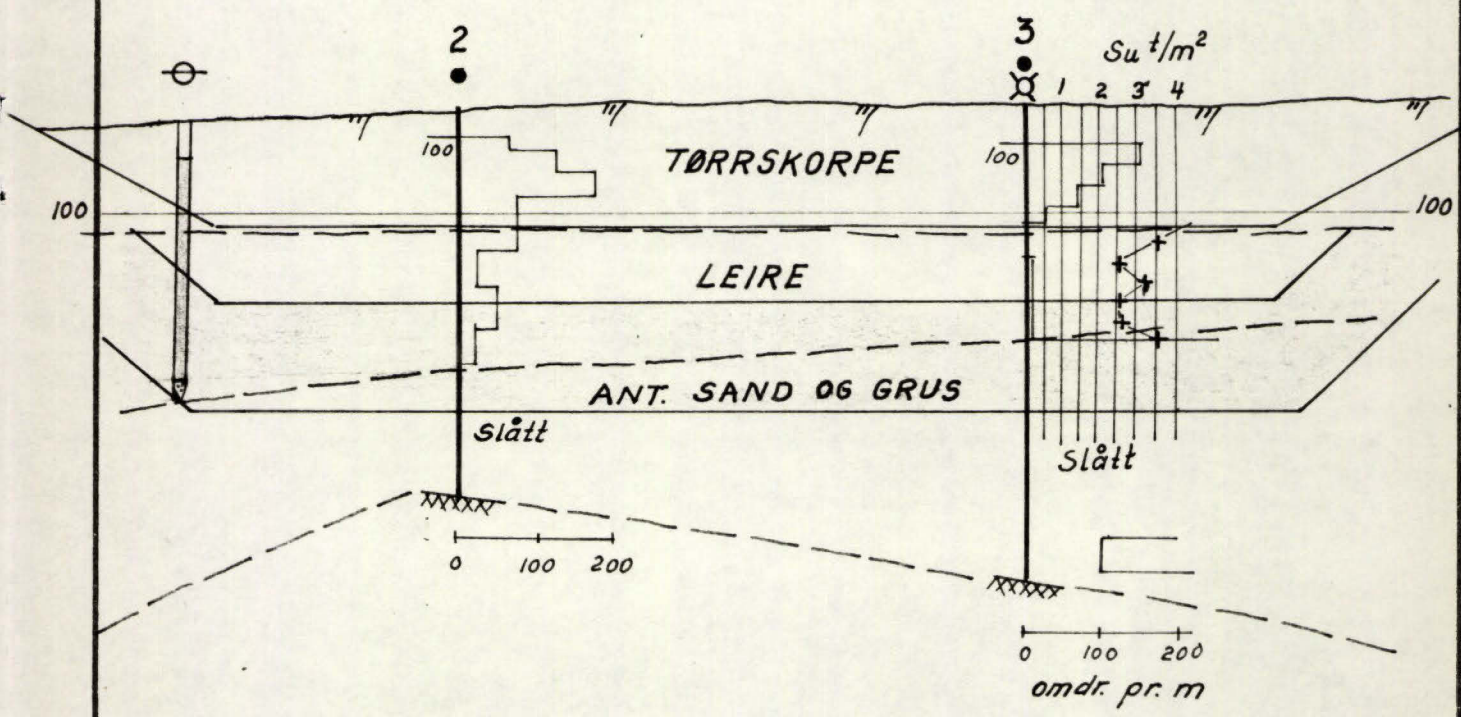 2
3
Su t/m²
1 2 3 4
100
TØRRSKORPE
100
100
100
LEIRE
ANT. SAND OG GRUS
Slått
Slått
0 100 200
0 100 200
omdr. pr. m